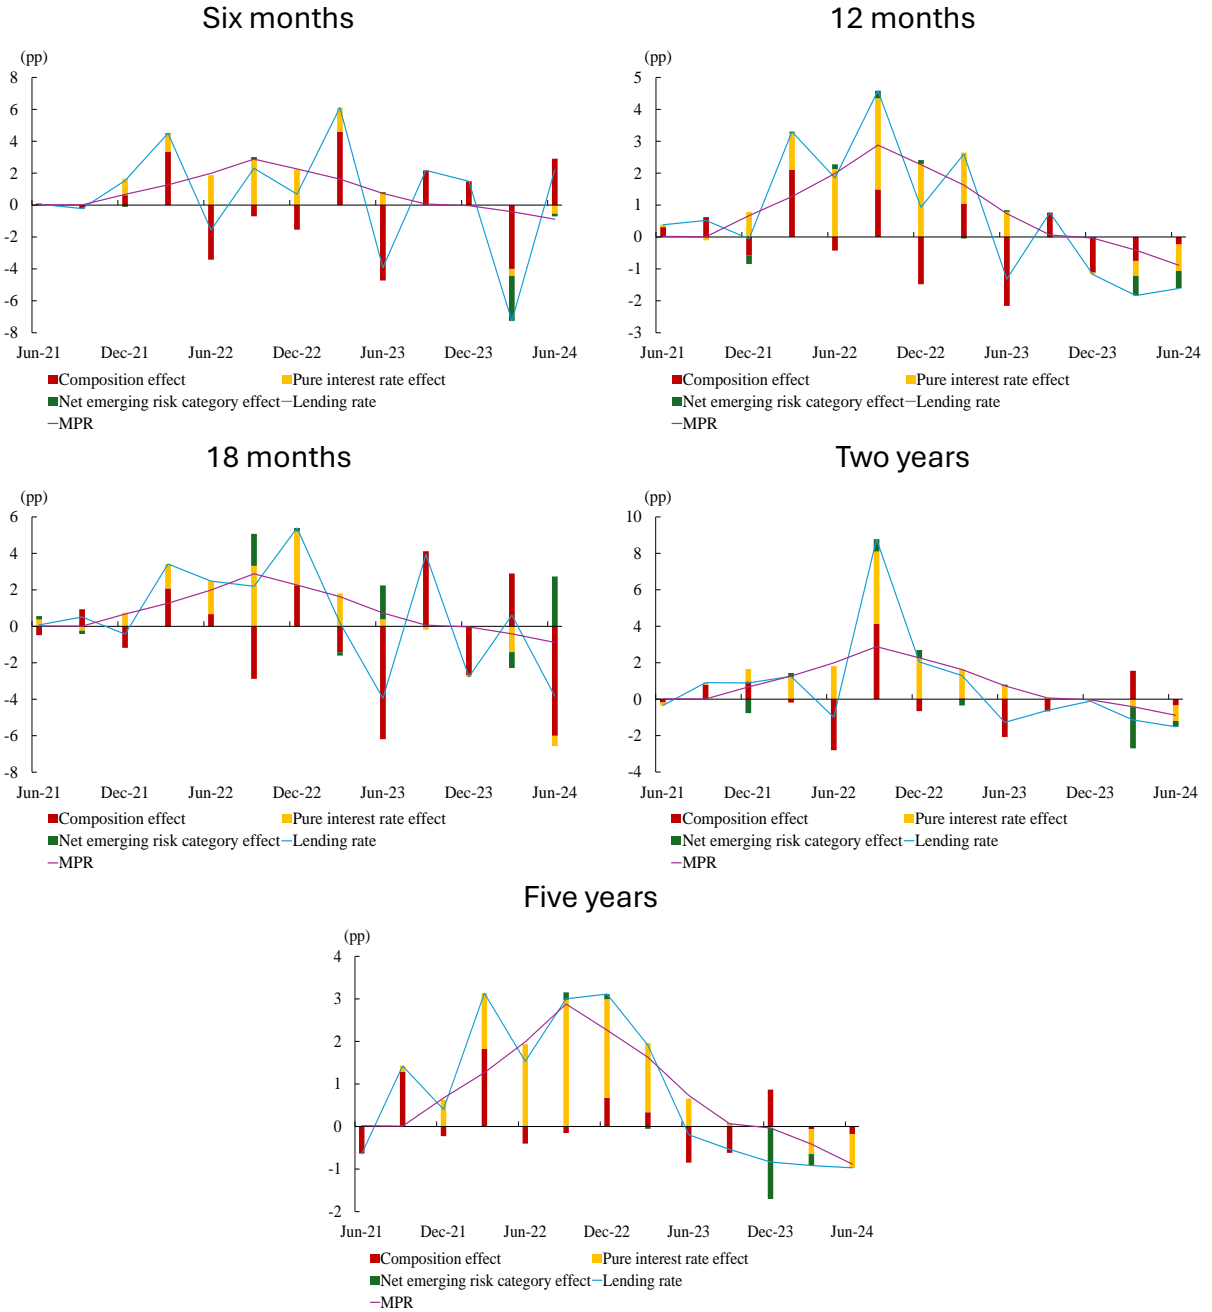 Six months
(pp)
8
6
4
2
0
-2
-4
-6
-8
Jun-21 Dec-21 Jun-22 Dec-22 Jun-23 Dec-23 Jun-24
Composition effect Pure interest rate effect
Net emerging risk category effect Lending rate
MPR
12 months
(pp)
5
4
3
2
1
0
-1
-2
-3
Jun-21 Dec-21 Jun-22 Dec-22 Jun-23 Dec-23 Jun-24
Composition effect Pure interest rate effect
Net emerging risk category effect Lending rate
MPR
18 months
(pp)
6
4
2
0
-2
-4
-6
-8
Jun-21 Dec-21 Jun-22 Dec-22 Jun-23 Dec-23 Jun-24
Composition effect Pure interest rate effect
Net emerging risk category effect Lending rate
MPR
Two years
(pp)
10
8
6
4
2
0
-2
-4
Jun-21 Dec-21 Jun-22 Dec-22 Jun-23 Dec-23 Jun-24
Composition effect Pure interest rate effect
Net emerging risk category effect Lending rate
MPR
Five years
(pp)
4
3
2
1
0
-1
-2
Jun-21 Dec-21 Jun-22 Dec-22 Jun-23 Dec-23 Jun-24
Composition effect Pure interest rate effect
Net emerging risk category effect Lending rate
MPR